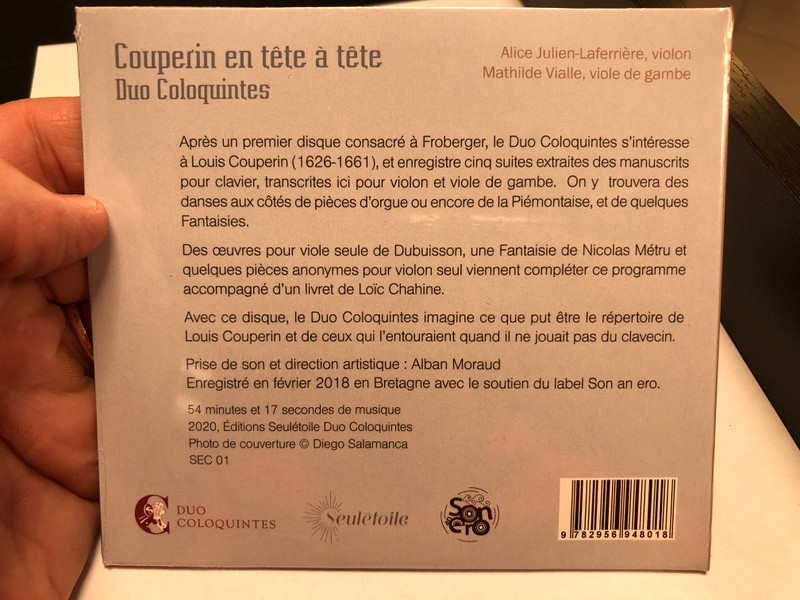 Couperin en tête à tête
Duo Coloquintes
Alice Julien-Laferrière, violon
Mathilde Vialle, viole de gambe
Après un premier disque consacré à Froberger, le Duo Coloquintes s'intéresse
à Louis Couperin (1626-1661), et enregistre cinq suites extraites des manuscrits
pour clavier, transcrites ici pour violon et viole de gambe. On y trouvera des
danses aux côtés de pièces d'orgue ou encore de la Piémontaise, et de quelques
Fantaisies.
Des œuvres pour viole seule de Dubuisson, une Fantaisie de Nicolas Métru et
quelques pièces anonymes pour violon seul viennent compléter ce programme
accompagné d'un livret de Loïc Chahine.
Avec ce disque, le Duo Coloquintes imagine ce que put être le répertoire de
Louis Couperin et de ceux qui l'entouraient quand il ne jouait pas du clavecin.
Prise de son et direction artistique : Alban Moraud
Enregistré en février 2018 en Bretagne avec le soutien du label Son an ero.
54 minutes et 17 secondes de musique
2020, Éditions Seulétoile Duo Coloquintes
Photo de couverture © Diego Salamanca
SEC 01
DUO
COLOQUINTES
Seulétoile
Son
an
ero
9 782956 948018